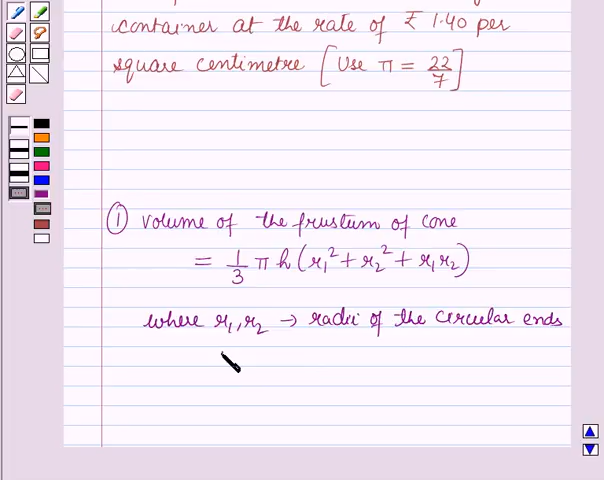 container at the rate of ₹ 1.40 per
square centimetre [Use π = 22/7]
① Volume of the frustum of cone
= 1/3 π h (r₁² + r₂² + r₁r₂)
where r₁, r₂ → radii of the circular ends